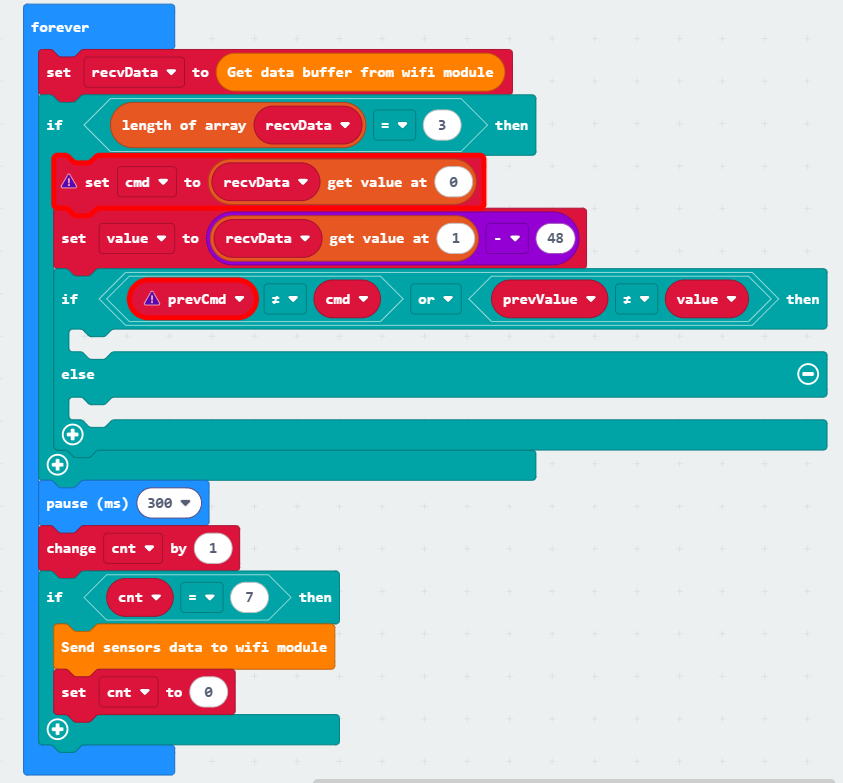 forever
set recvData to Get data buffer from wifi module
if length of array recvData = 3 then
set cmd to recvData get value at 0
set value to recvData get value at 1 - 48
if prevCmd ≠ cmd or prevValue ≠ value then
else
pause (ms) 300
change cnt by 1
if cnt = 7 then
Send sensors data to wifi module
set cnt to 0